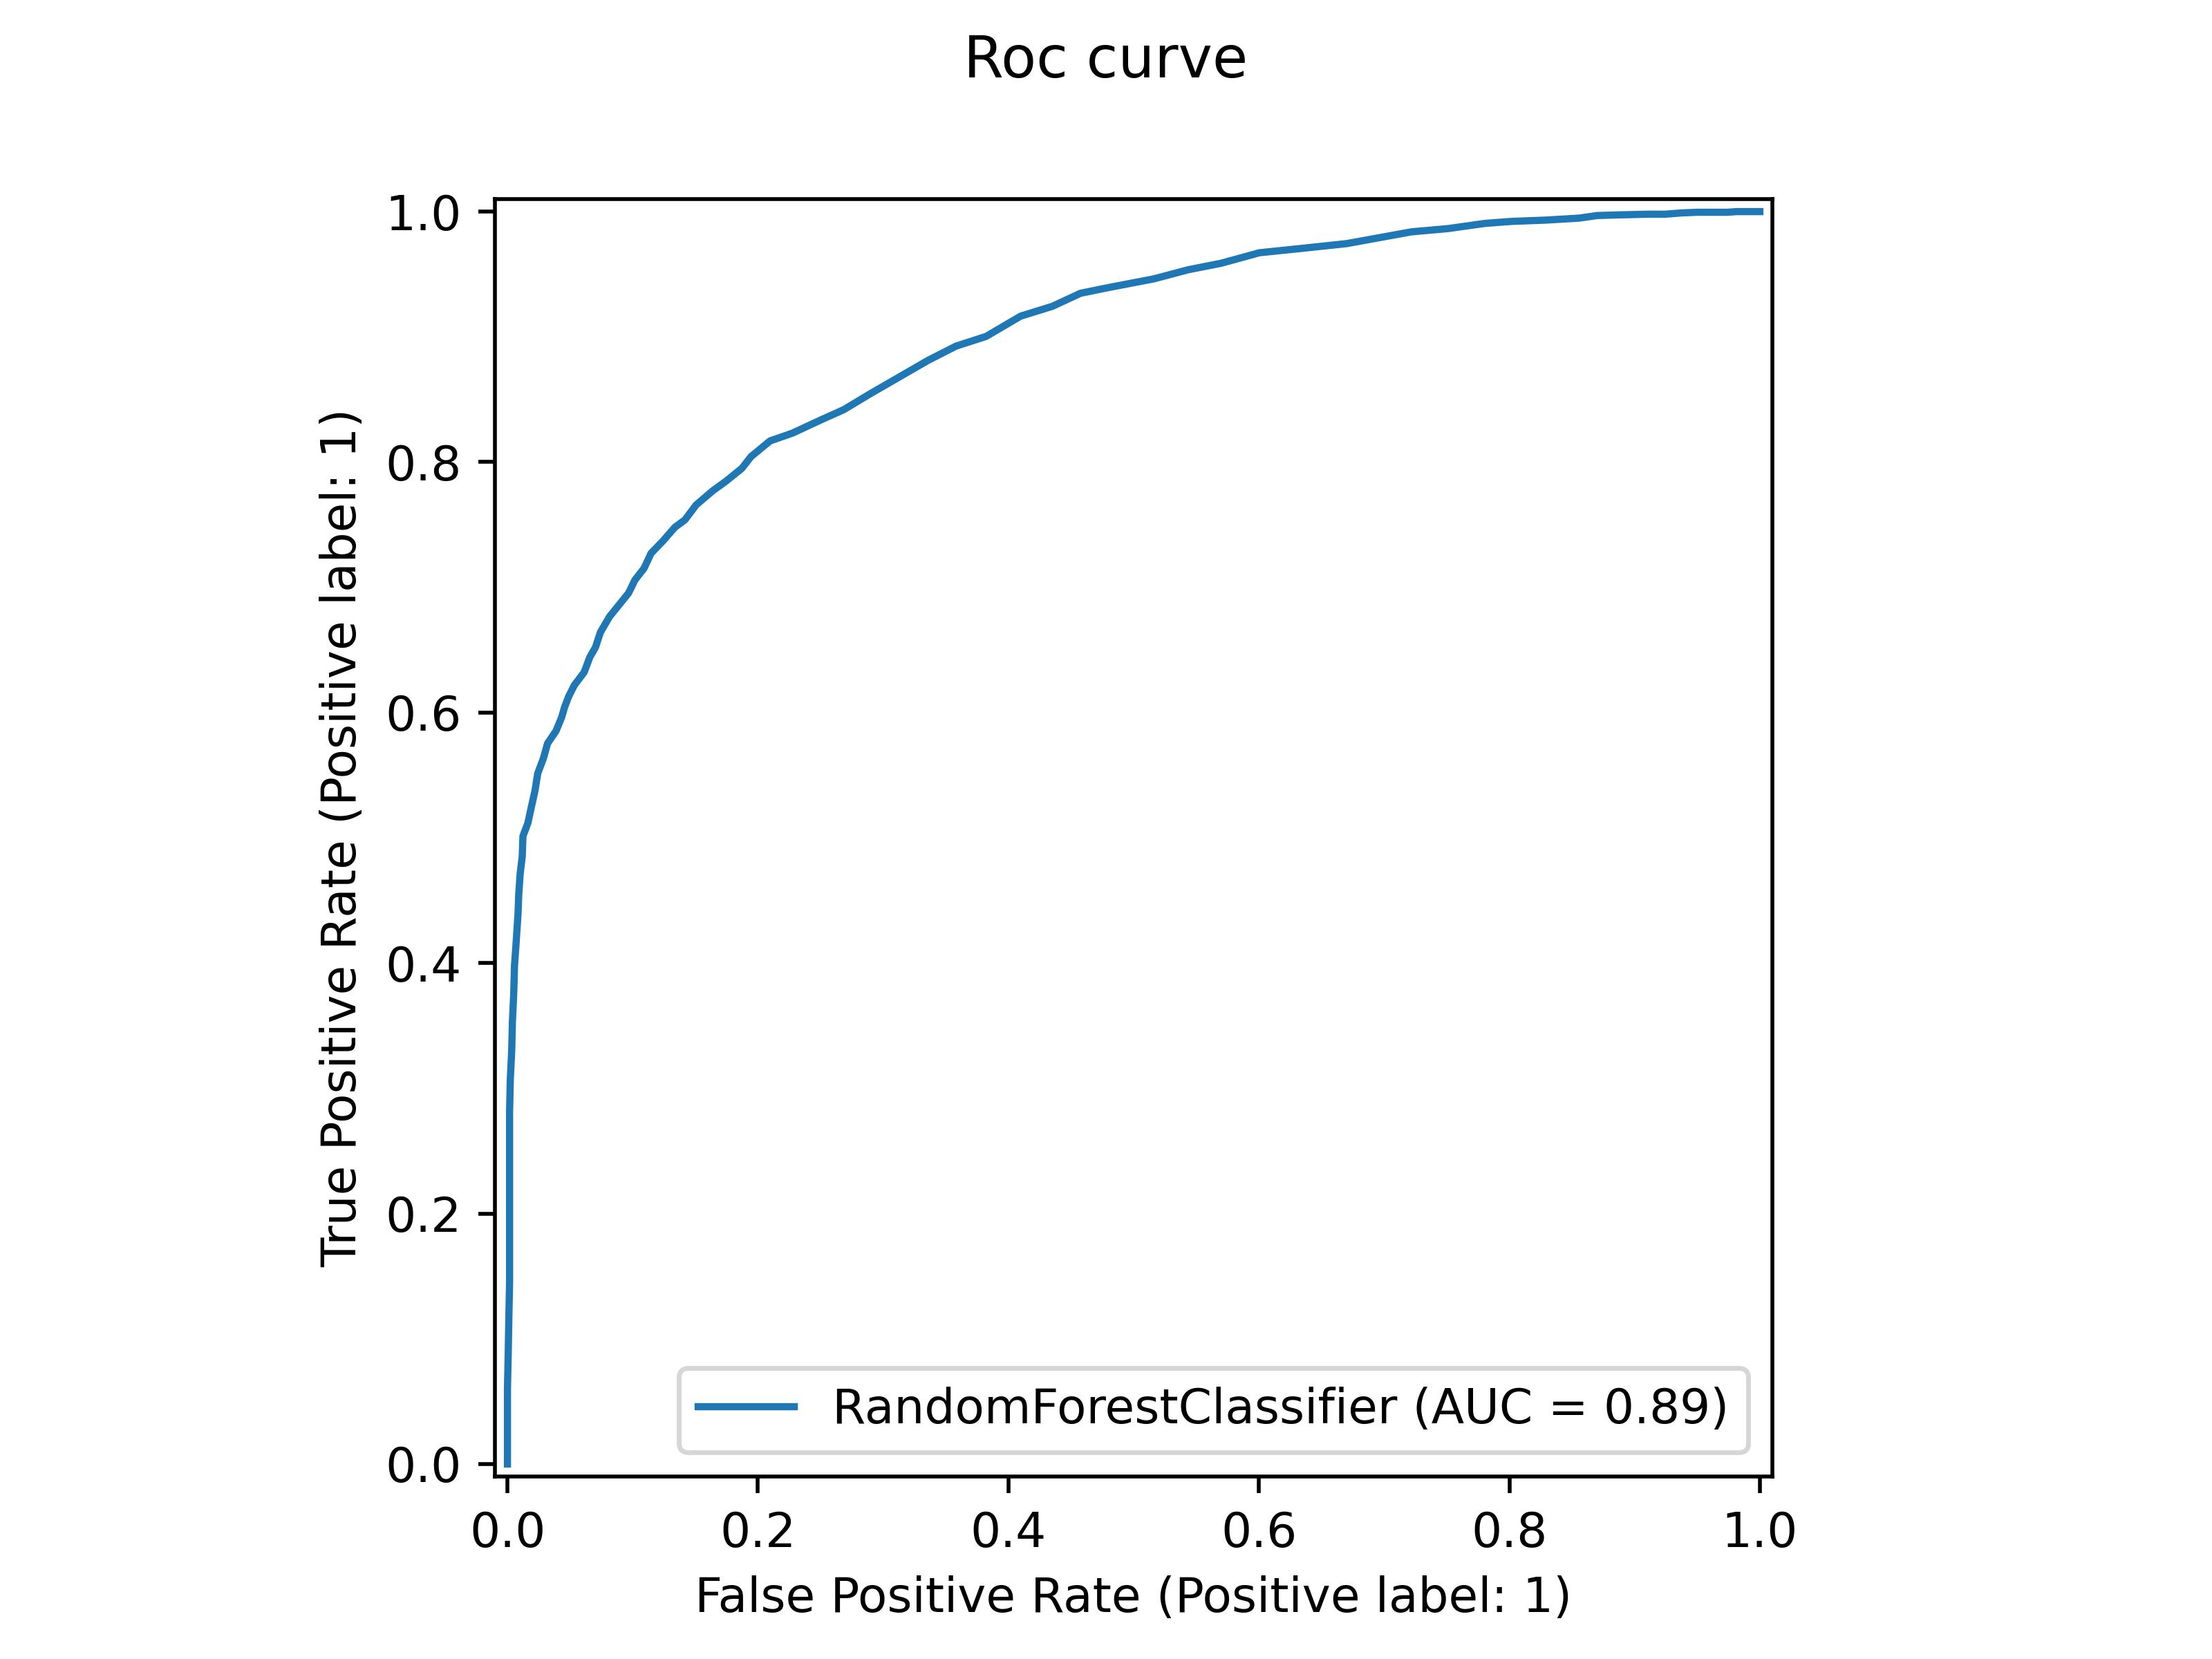 Roc curve
True Positive Rate (Positive label: 1)
1.0
0.8
0.6
0.4
0.2
0.0
RandomForestClassifier (AUC = 0.89)
0.0 0.2 0.4 0.6 0.8 1.0
False Positive Rate (Positive label: 1)